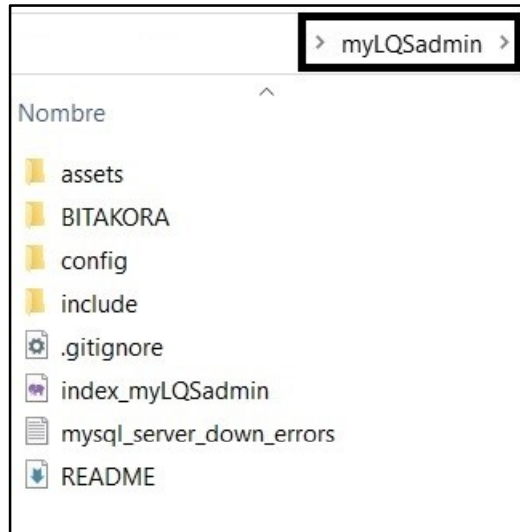 > myLQSadmin >
Nombre
assets
BITAKORA
config
include
.gitignore
index_myLQSadmin
mysql_server_down_errors
README